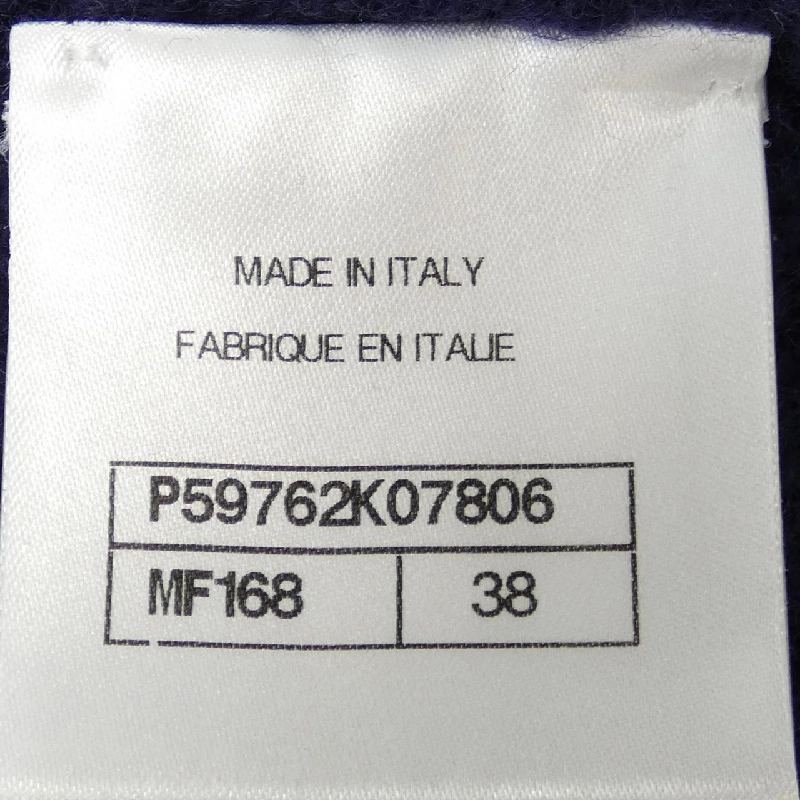 MADE IN ITALY
FABRIQUE EN ITALIE
P59762K07806
MF168 38